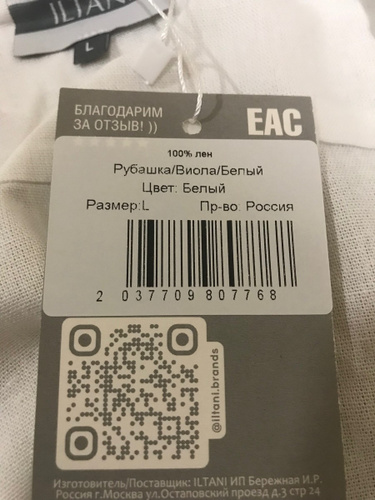 ILTANI
L
БЛАГОДАРИМ
ЗА ОТЗЫВ! ))
EAC
100% лен
Рубашка/Виола/Белый
Цвет: Белый
Размер:L Пр-во: Россия
2 037709 807768
@iltani.brands
Изготовитель/Поставщик: ILTANI ИП Бережная И.Р.
Россия г.Москва ул.Остаповский проезд д.3 стр 24